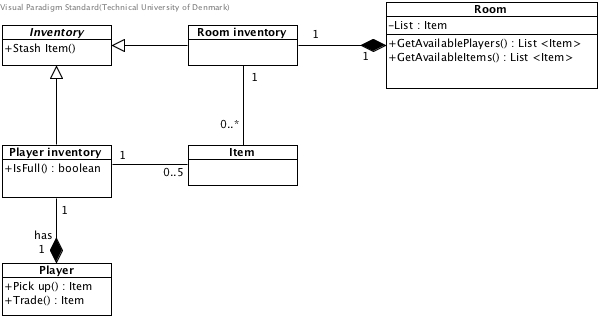 Visual Paradigm Standard(Technical University of Denmark)
Inventory
+Stash Item()
Room inventory
1
1
Room
-List : Item
+GetAvailablePlayers() : List <Item>
+GetAvailableItems() : List <Item>
1
0..*
Player inventory
+IsFull() : boolean
1
0..5
Item
1
has
1
Player
+Pick up() : Item
+Trade() : Item